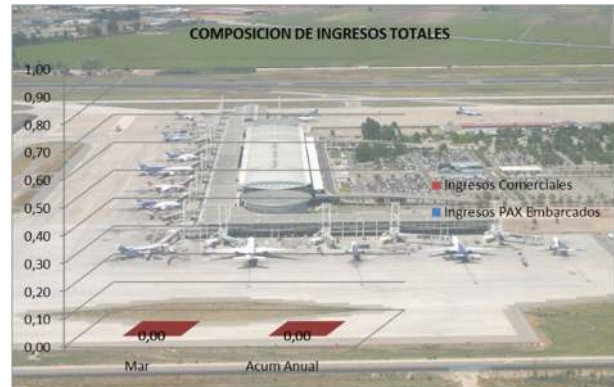 COMPOSICION DE INGRESOS TOTALES
1,00
0,90
0,80
0,70
0,60
0,50
0,40
0,30
0,20
0,10
0,00
Ingresos Comerciales
Ingresos PAX Embarcados
0,00
0,00
Mar
Acum Anual